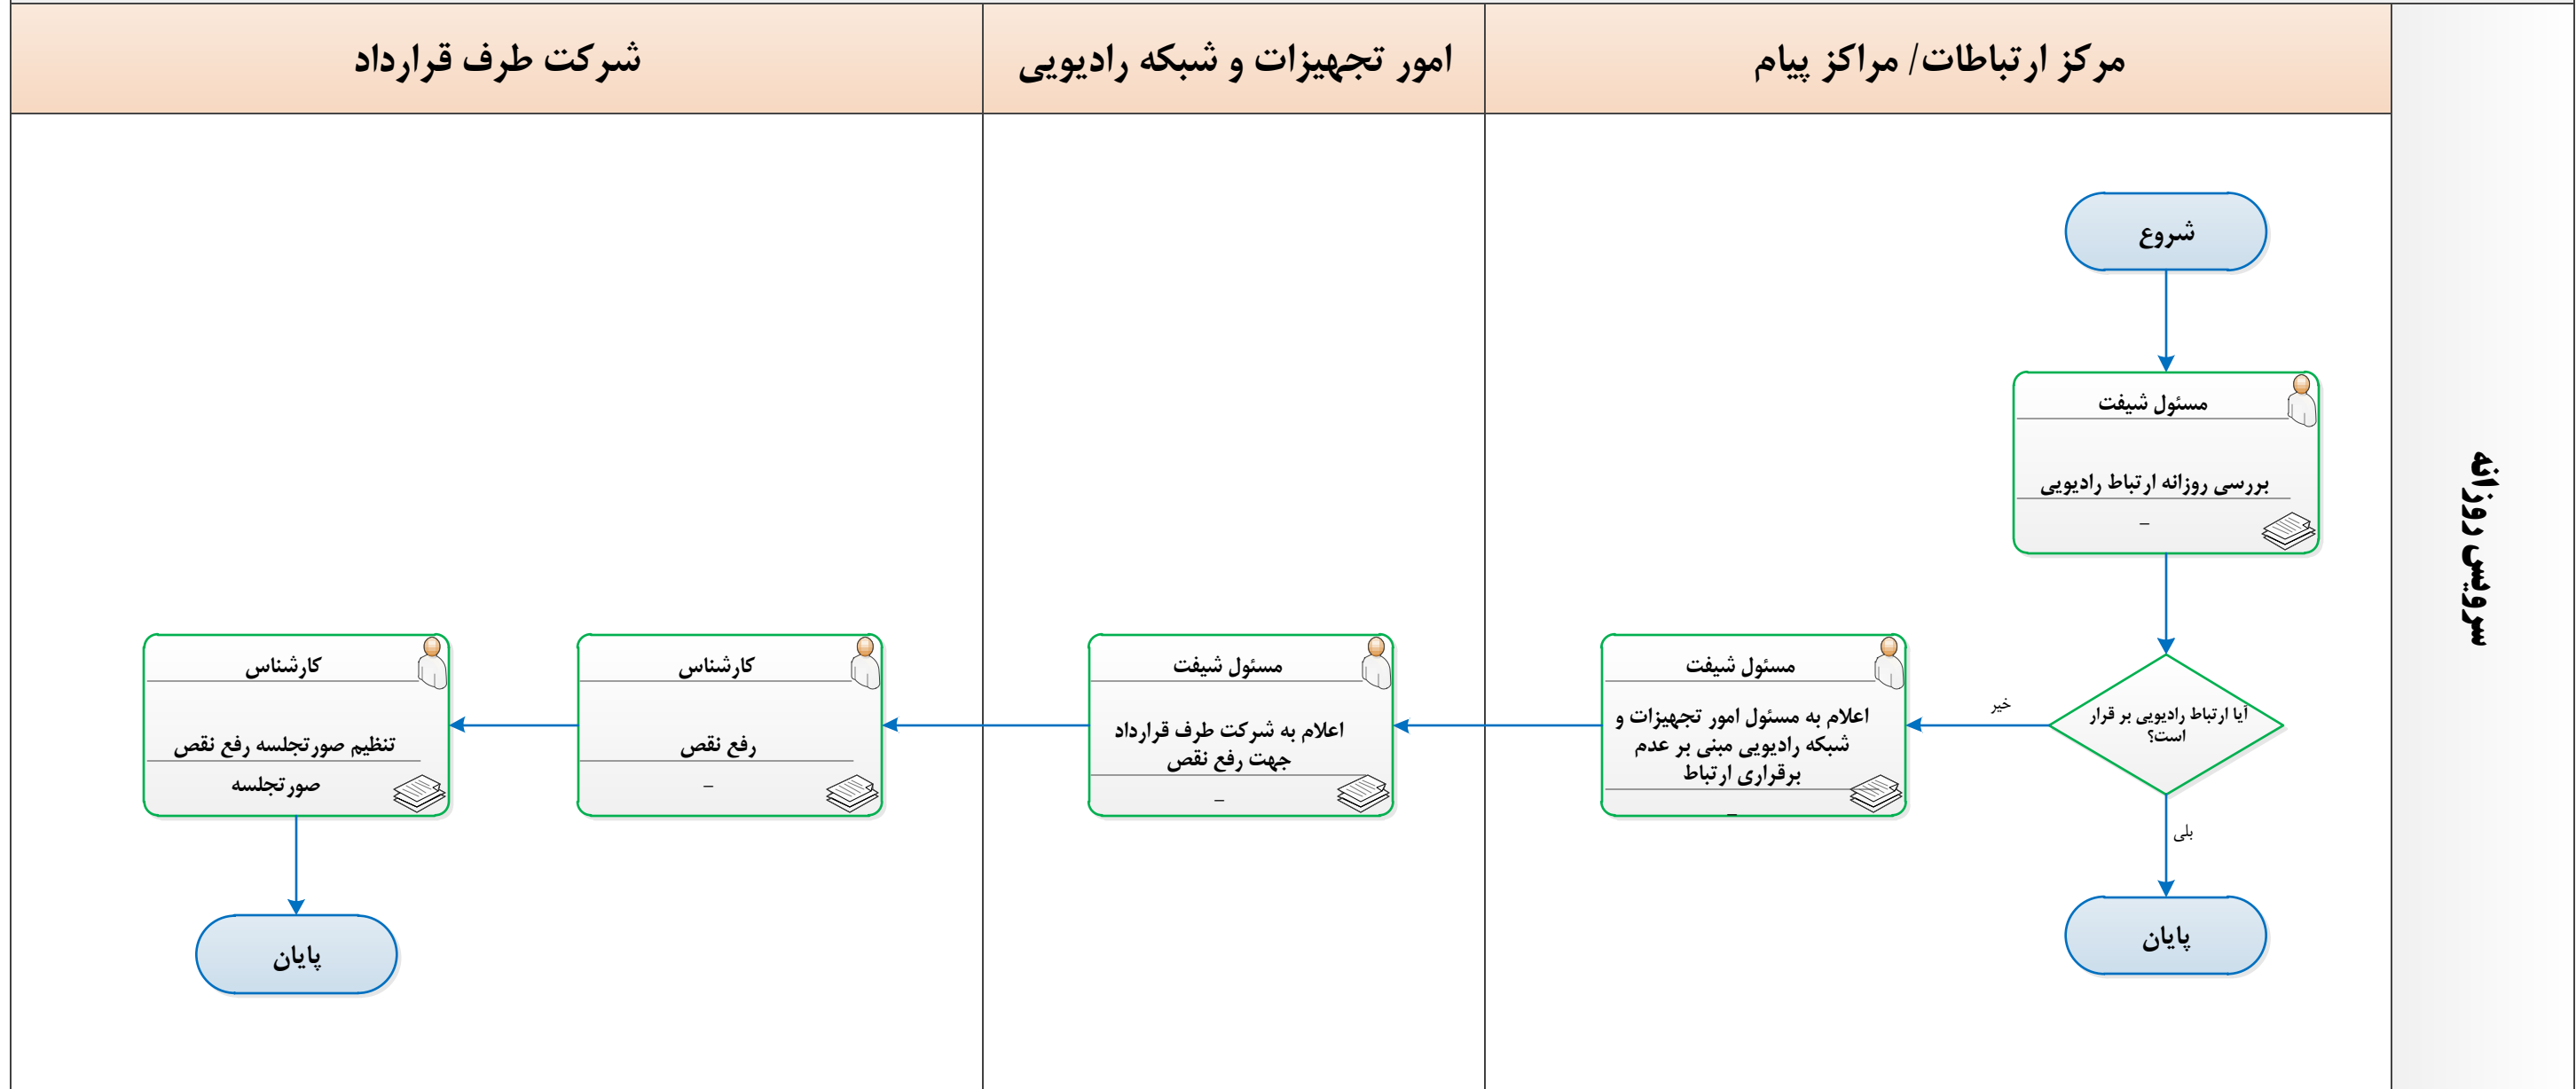 مرکز ارتباطات/ مراکز پیام
امور تجهیزات و شبکه رادیویی
شرکت طرف قرارداد
سرویس روزانه
شروع
مسئول شیفت
بررسی روزانه ارتباط رادیویی
_
آیا ارتباط رادیویی بر قرار
است؟
خیر
بلی
پایان
مسئول شیفت
اعلام به مسئول امور تجهیزات و
شبکه رادیویی مبنی بر عدم
برقراری ارتباط
_
مسئول شیفت
اعلام به شرکت طرف قرارداد
جهت رفع نقص
_
کارشناس
رفع نقص
_
کارشناس
تنظیم صورتجلسه رفع نقص
صورتجلسه
پایان